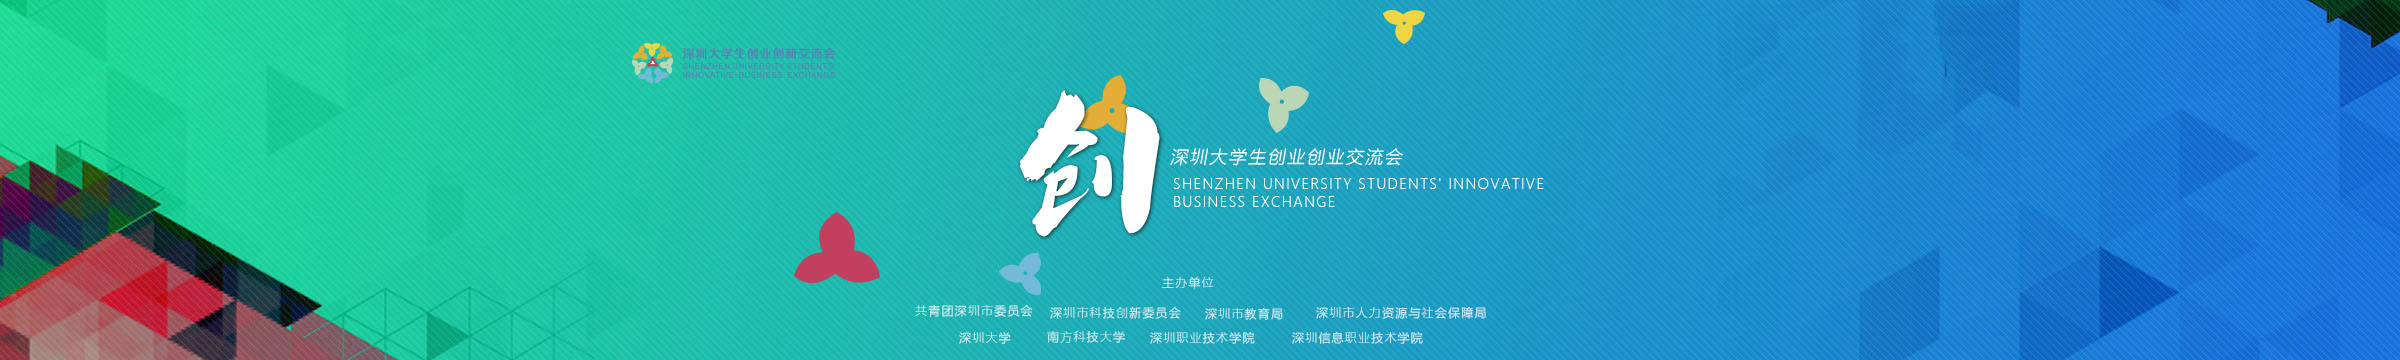 深圳大学生创业创新交流会
SHENZHEN UNIVERSITY STUDENTS'
INNOVATIVE BUSINESS EXCHANGE
创
深圳大学生创业创业交流会
SHENZHEN UNIVERSITY STUDENTS' INNOVATIVE
BUSINESS EXCHANGE
主办单位
共青团深圳市委员会 深圳市科技创新委员会 深圳市教育局 深圳市人力资源与社会保障局
深圳大学 南方科技大学 深圳职业技术学院 深圳信息职业技术学院